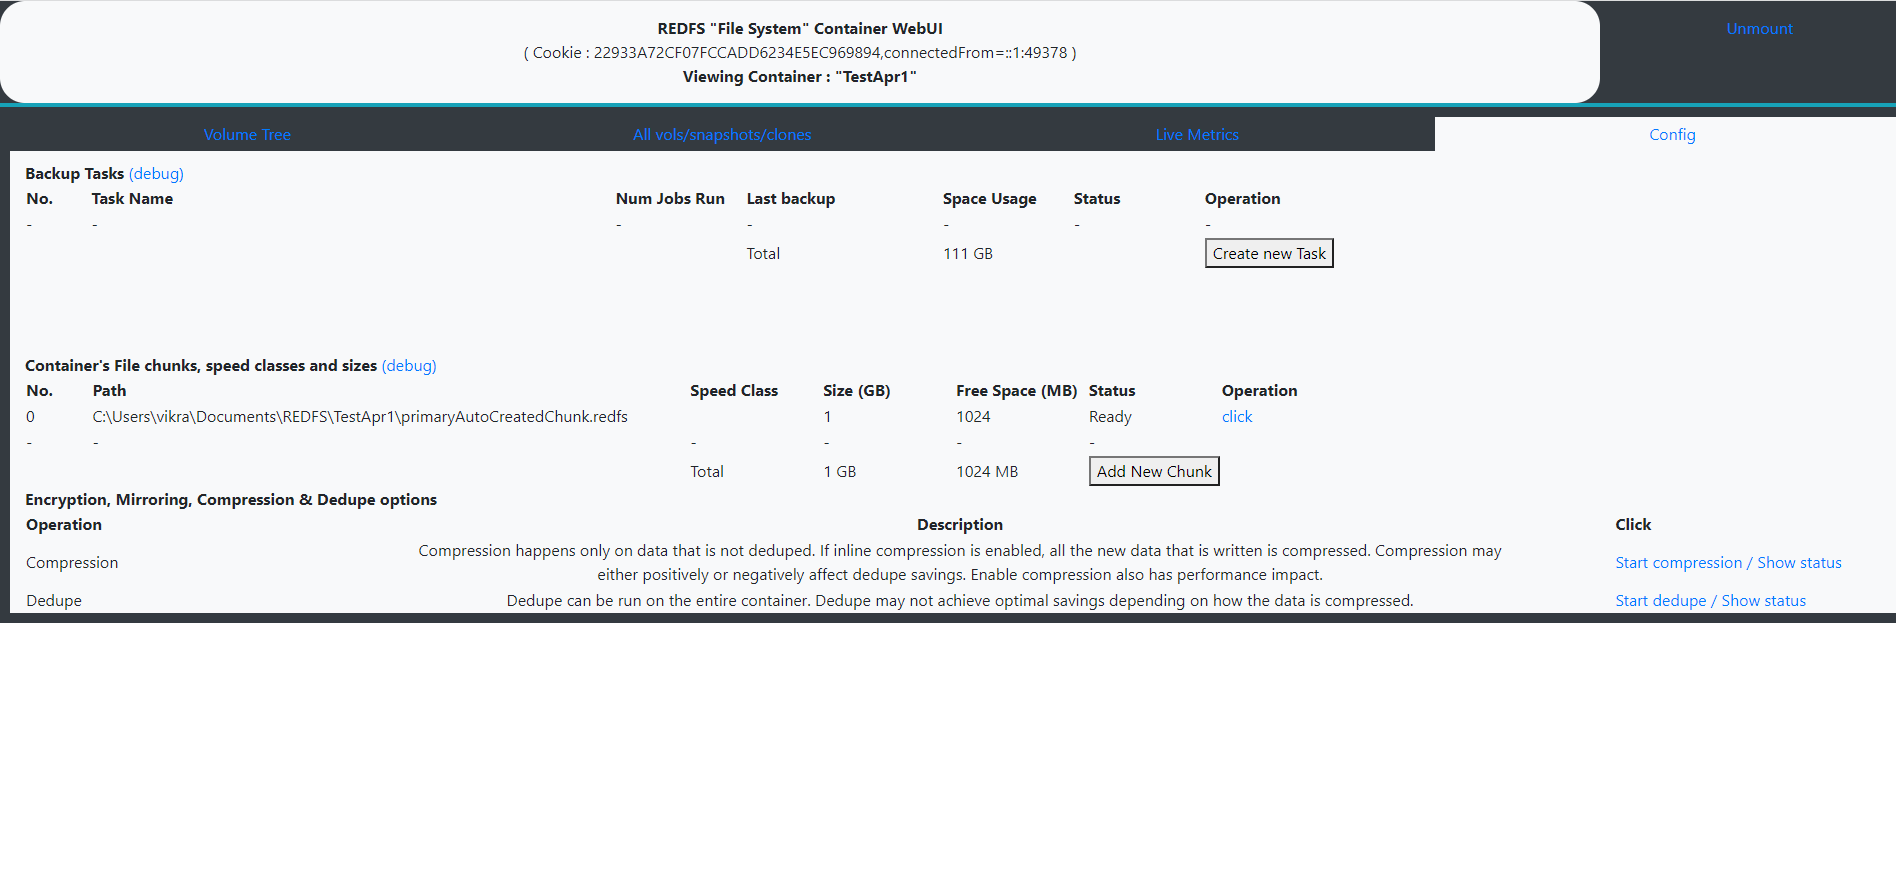 REDFS "File System" Container WebUI
Unmount
( Cookie : 22933A72CF07FCCADD6234E5EC969894,connectedFrom=::1:49378 )
Viewing Container : "TestApr1"
Volume Tree All vols/snapshots/clones Live Metrics Config
Backup Tasks (debug)
No. Task Name Num Jobs Run Last backup Space Usage Status Operation
- - - - - - -
Total 111 GB Create new Task
Container's File chunks, speed classes and sizes (debug)
No. Path Speed Class Size (GB) Free Space (MB) Status Operation
0 C:\Users\vikra\Documents\REDFS\TestApr1\primaryAutoCreatedChunk.redfs 1 1024 Ready click
- - - - - -
Total 1 GB 1024 MB Add New Chunk
Encryption, Mirroring, Compression & Dedupe options
Operation Description Click
Compression happens only on data that is not deduped. If inline compression is enabled, all the new data that is written is compressed. Compression may
Compression Start compression / Show status
either positively or negatively affect dedupe savings. Enable compression also has performance impact.
Dedupe Dedupe can be run on the entire container. Dedupe may not achieve optimal savings depending on how the data is compressed. Start dedupe / Show status